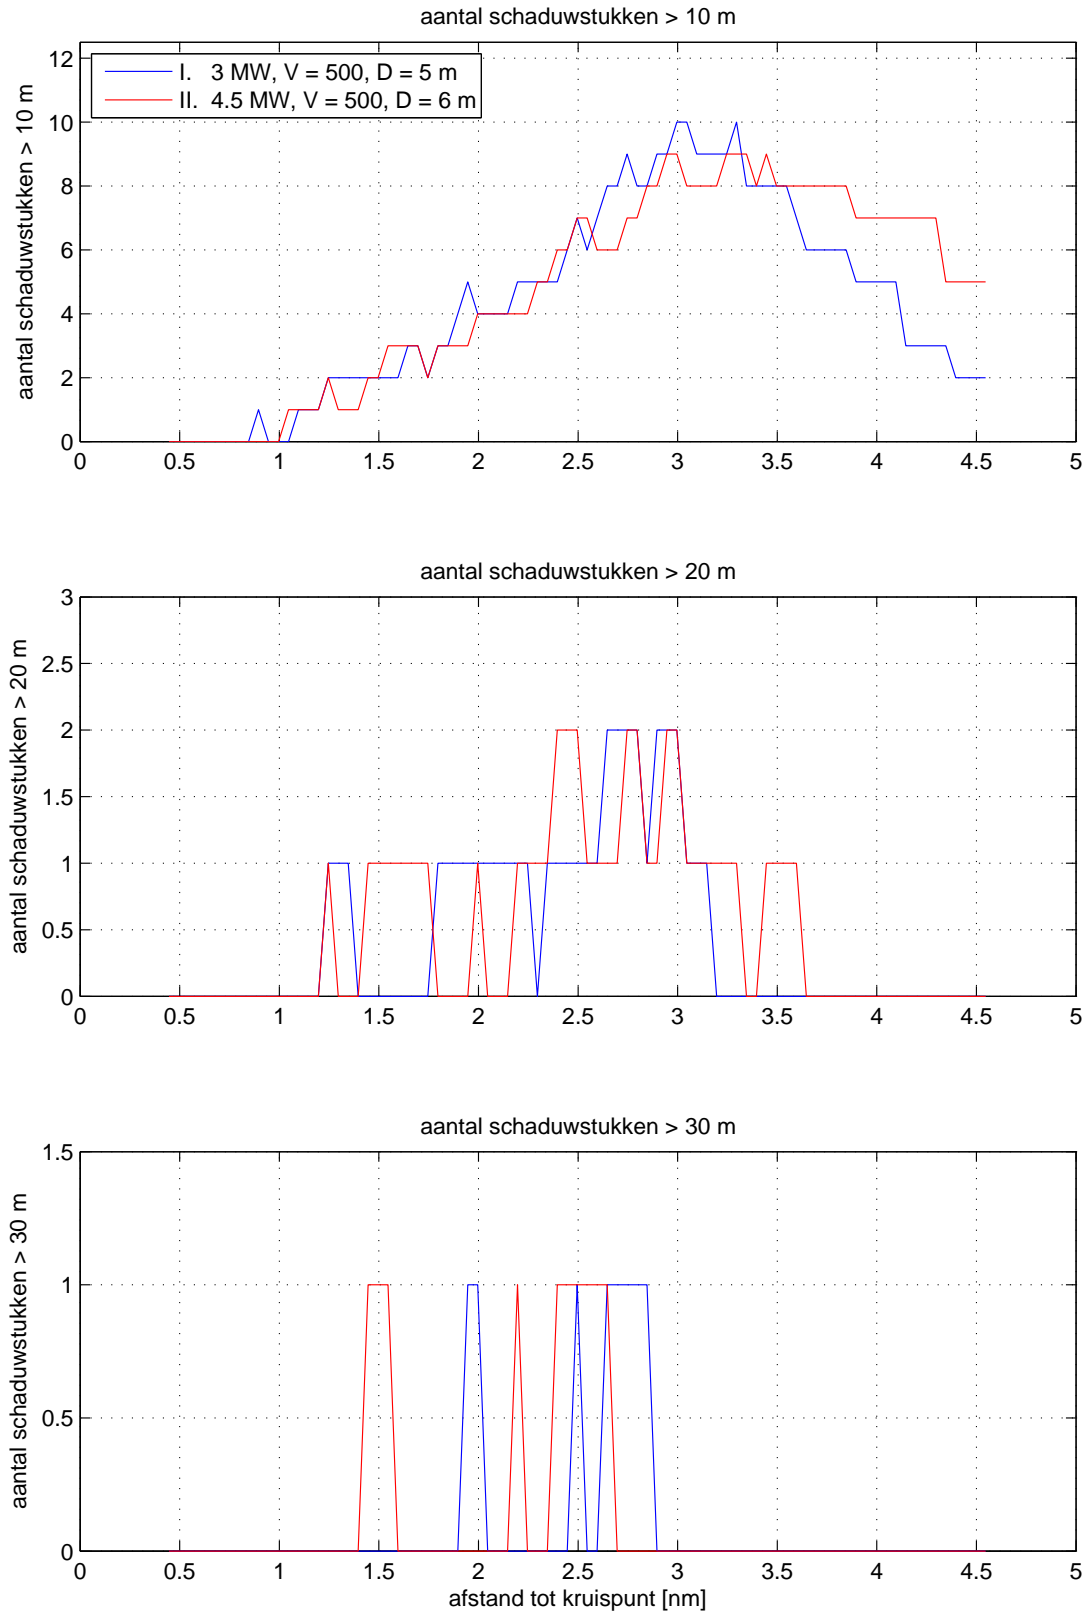 aantal schaduwstukken > 10 m
aantal schaduwstukken > 10 m
12
10
8
6
4
2
0
I. 3 MW, V = 500, D = 5 m
II. 4.5 MW, V = 500, D = 6 m
0 0.5 1 1.5 2 2.5 3 3.5 4 4.5 5
aantal schaduwstukken > 20 m
aantal schaduwstukken > 20 m
3
2.5
2
1.5
1
0.5
0
0 0.5 1 1.5 2 2.5 3 3.5 4 4.5 5
aantal schaduwstukken > 30 m
aantal schaduwstukken > 30 m
1.5
1
0.5
0
0 0.5 1 1.5 2 2.5 3 3.5 4 4.5 5
afstand tot kruispunt [nm]